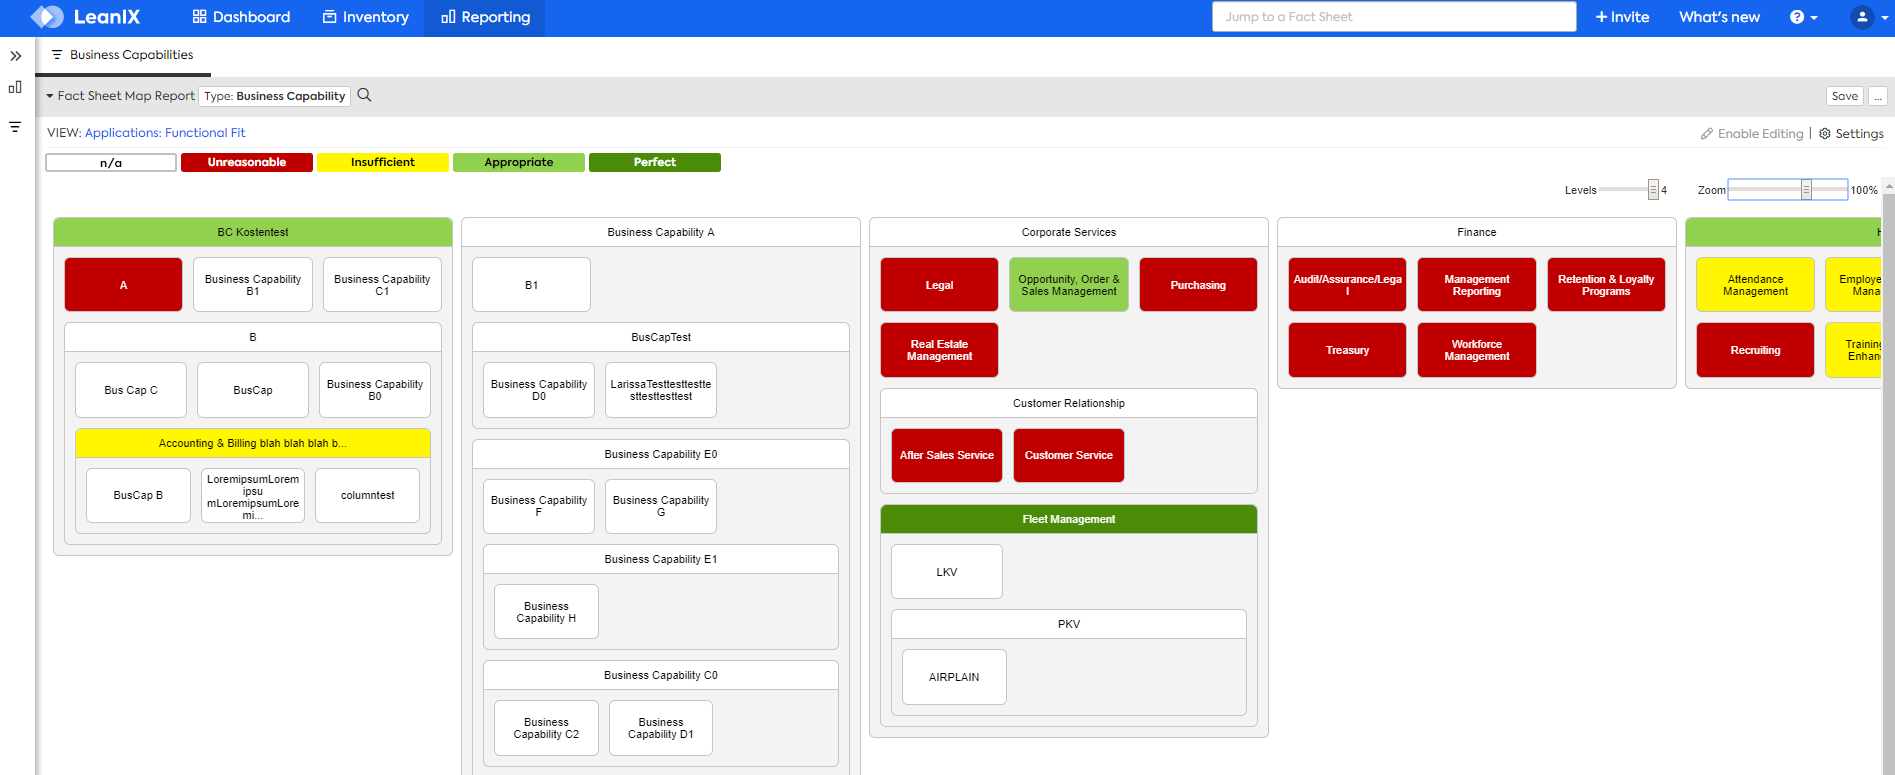 LeanIX Dashboard Inventory Reporting Jump to a Fact Sheet + Invite What's new ?
Business Capabilities
Fact Sheet Map Report Type: Business Capability Save ...
VIEW: Applications: Functional Fit Enable Editing | Settings
n/a Unreasonable Insufficient Appropriate Perfect
Levels 4 Zoom 100%
BC Kostentest
A
Business Capability
B1
Business Capability
C1
B
Bus Cap C
BusCap
Business Capability
B0
Accounting & Billing blah blah blah b...
BusCap B
LoremipsumLorem
ipsu
mLoremipsumLore
mi...
columntest
Business Capability A
B1
BusCapTest
Business Capability
D0
LarissaTesttesttestte
sttesttesttest
Business Capability E0
Business Capability
F
Business Capability
G
Business Capability E1
Business
Capability H
Business Capability C0
Business
Capability C2
Business
Capability D1
Corporate Services
Legal
Opportunity, Order &
Sales Management
Purchasing
Real Estate
Management
Customer Relationship
After Sales Service
Customer Service
Fleet Management
LKV
PKV
AIRPLAIN
Finance
Audit/Assurance/Lega
l
Management
Reporting
Retention & Loyalty
Programs
Treasury
Workforce
Management
Attendance
Management
Employe
Mana
Recruiting
Training
Enhan